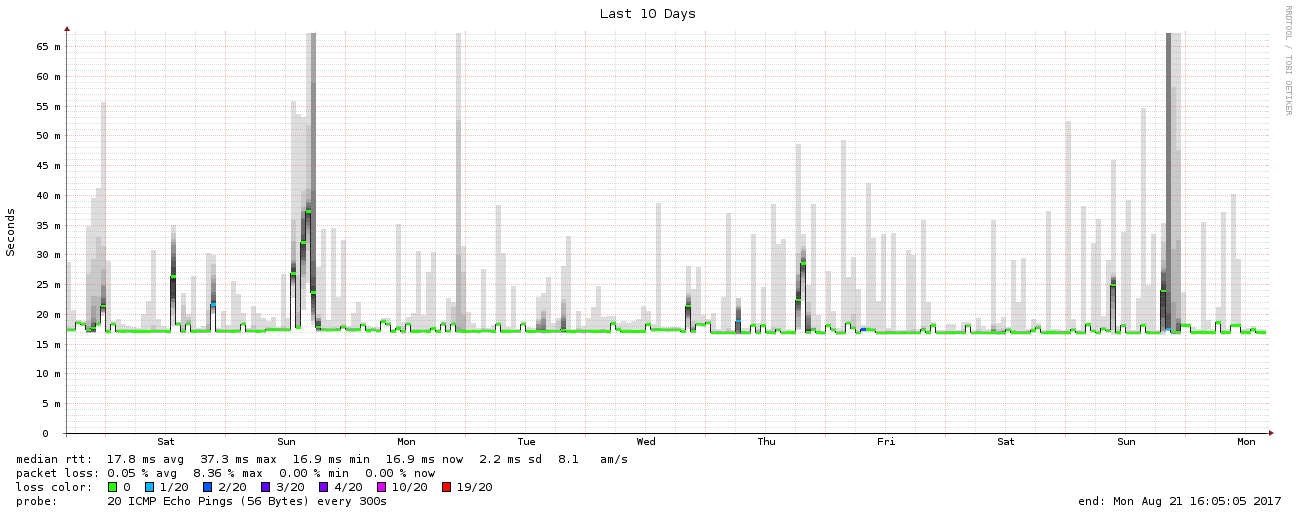 Last 10 Days
RRDTOOL / TOBI OETIKER
Seconds
65 m
60 m
55 m
50 m
45 m
40 m
35 m
30 m
25 m
20 m
15 m
10 m
5 m
0
Sat Sun Mon Tue Wed Thu Fri Sat Sun Mon
median rtt: 17.8 ms avg 37.3 ms max 16.9 ms min 16.9 ms now 2.2 ms sd 8.1 am/s
packet loss: 0.05 % avg 8.36 % max 0.00 % min 0.00 % now
loss color: 0 1/20 2/20 3/20 4/20 10/20 19/20
probe: 20 ICMP Echo Pings (56 Bytes) every 300s end: Mon Aug 21 16:05:05 2017